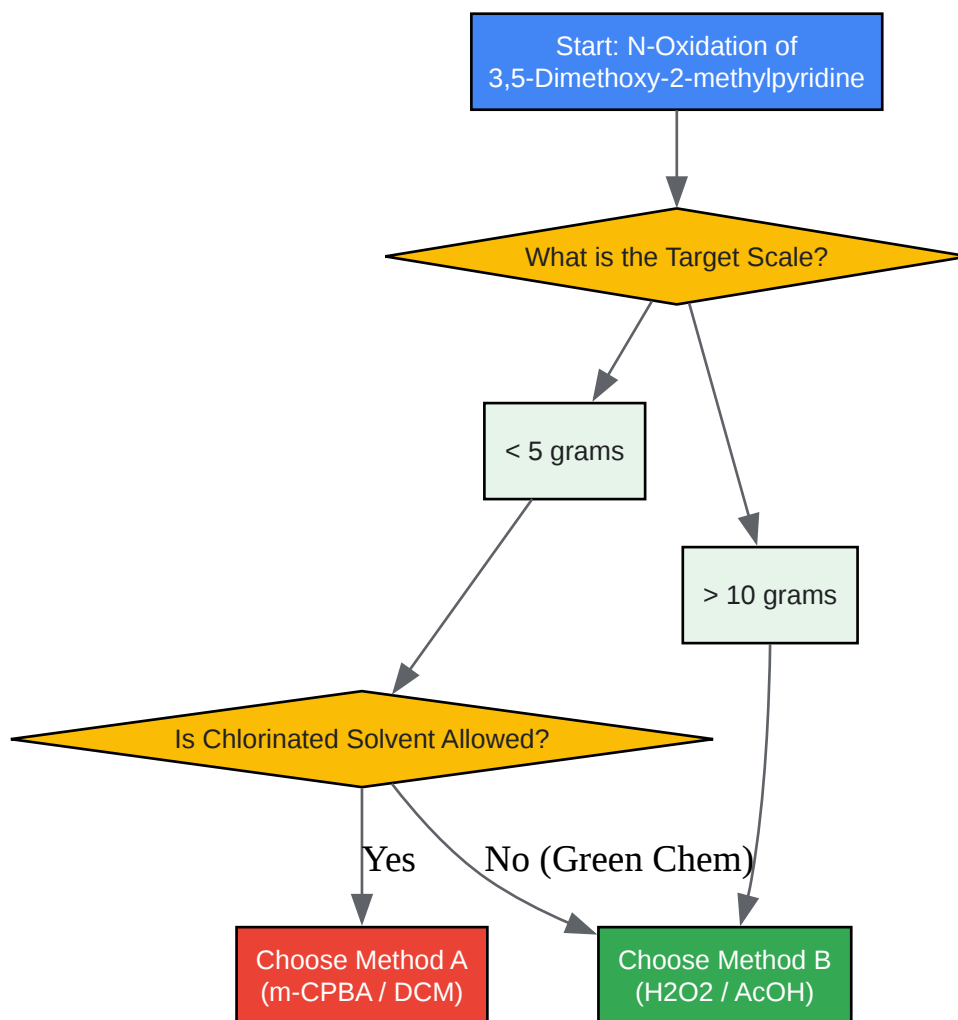 Start: N-Oxidation of
3,5-Dimethoxy-2-methylpyridine
What is the Target Scale?
< 5 grams
> 10 grams
Is Chlorinated Solvent Allowed?
Yes
No (Green Chem)
Choose Method A
(m-CPBA / DCM)
Choose Method B
(H2O2 / AcOH)